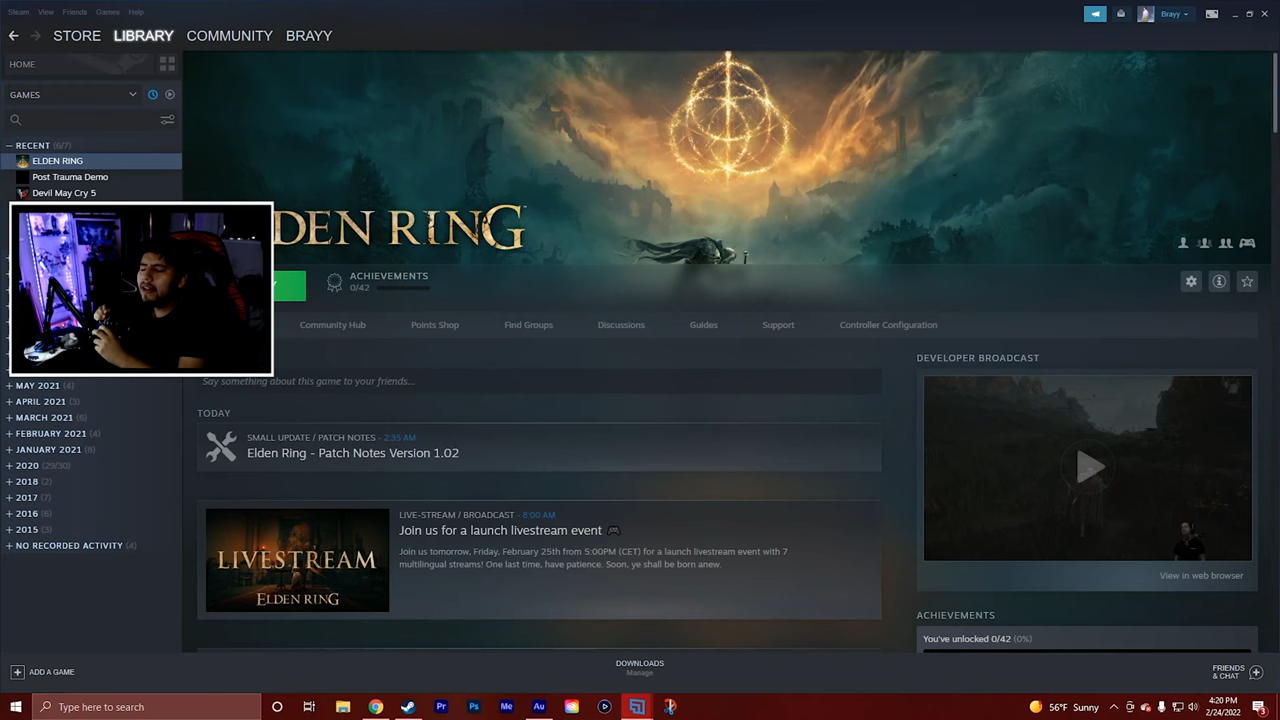 Steam View Friends Games Help
Brayy
STORE LIBRARY COMMUNITY BRAYY
HOME
GAMES
RECENT (6/7)
ELDEN RING
Post Trauma Demo
Devil May Cry 5
MAY 2021 (4)
APRIL 2021 (3)
MARCH 2021 (6)
FEBRUARY 2021 (4)
JANUARY 2021 (8)
2020 (29/30)
2018 (2)
2017 (7)
2016 (6)
2015 (3)
NO RECORDED ACTIVITY (4)
DEN RING
Y
ACHIEVEMENTS
0/42
Community Hub Points Shop Find Groups Discussions Guides Support Controller Configuration
Say something about this game to your friends...
TODAY
SMALL UPDATE / PATCH NOTES - 2:35 AM
Elden Ring - Patch Notes Version 1.02
LIVESTREAM
ELDEN RING
LIVE-STREAM / BROADCAST - 8:00 AM
Join us for a launch livestream event
Join us tomorrow, Friday, February 25th from 5:00PM (CET) for a launch livestream event with 7
multilingual streams! One last time, have patience. Soon, ye shall be born anew.
DEVELOPER BROADCAST
View in web browser
ACHIEVEMENTS
You've unlocked 0/42 (0%)
ADD A GAME
DOWNLOADS
Manage
FRIENDS
& CHAT
Type here to search
Pr Ps Me Au
56°F Sunny
4:20 PM
2/24/2022